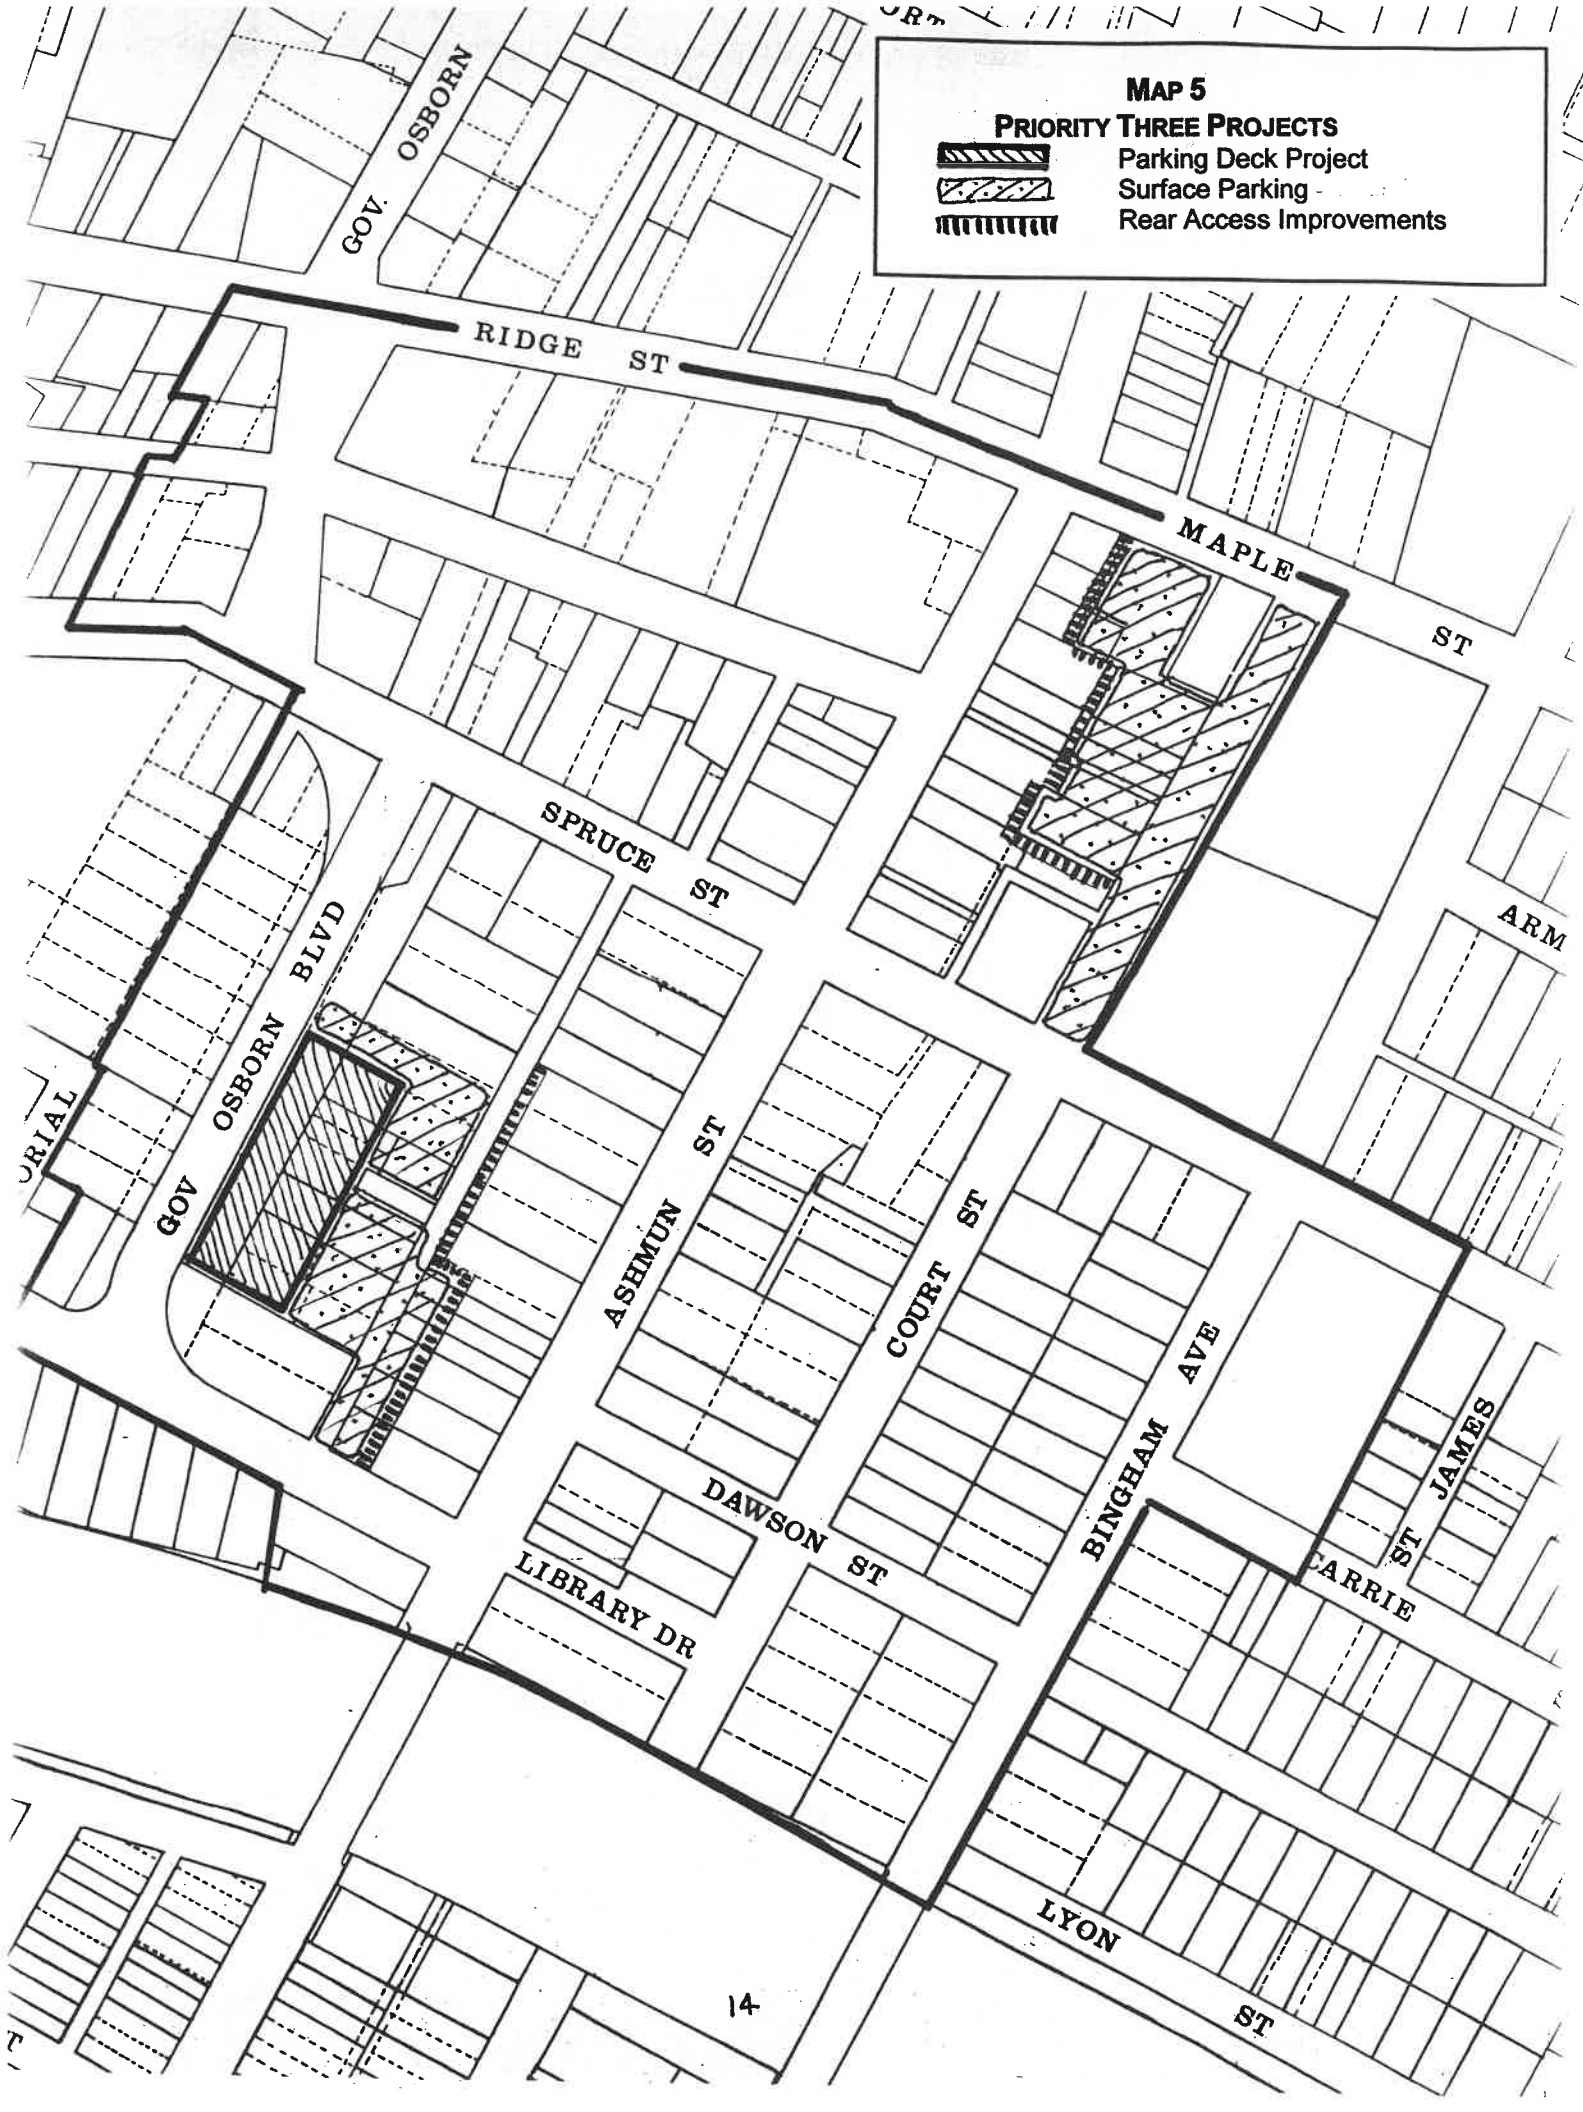 MAP 5
PRIORITY THREE PROJECTS
Parking Deck Project
Surface Parking
Rear Access Improvements
GOV. OSBORN
RIDGE ST
MAPLE ST
SPRUCE ST
ARM
GOV OSBORN BLVD
ORIAL
ASHMUN ST
COURT ST
BINGHAM AVE
ST JAMES
DAWSON ST
LIBRARY DR
CARRIE
LYON ST
14